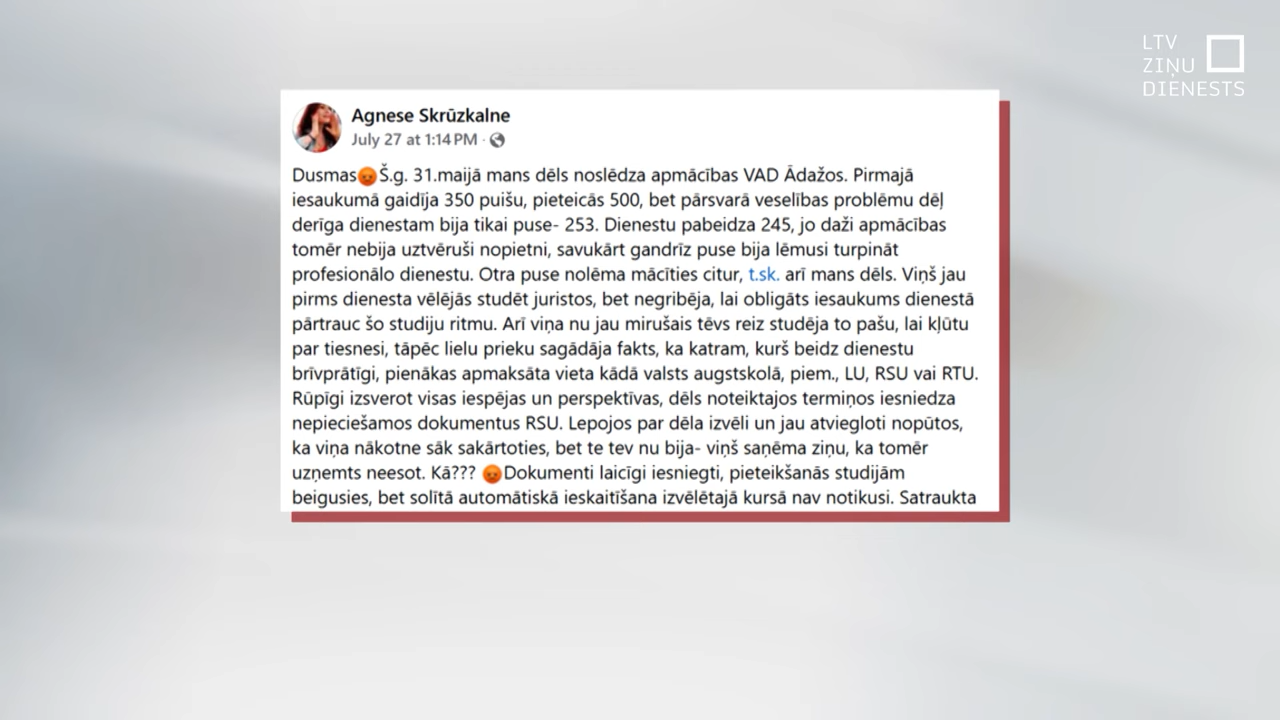 LTV
ZIŅU
DIENESTS
Agnese Skrūzkalne
July 27 at 1:14 PM ·
Dusmas😡Š.g. 31.maijā mans dēls noslēdza apmācības VAD Ādažos. Pirmajā
iesaukumā gaidīja 350 puišu, pieteicās 500, bet pārsvarā veselības problēmu dēļ
derīga dienestam bija tikai puse- 253. Dienestu pabeidza 245, jo daži apmācības
tomēr nebija uztvēruši nopietni, savukārt gandrīz puse bija lēmusi turpināt
profesionālo dienestu. Otra puse nolēma mācīties citur, t.sk. arī mans dēls. Viņš jau
pirms dienesta vēlējās studēt juristos, bet negribēja, lai obligāts iesaukums dienestā
pārtrauc šo studiju ritmu. Arī viņa nu jau mirušais tēvs reiz studēja to pašu, lai kļūtu
par tiesnesi, tāpēc lielu prieku sagādāja fakts, ka katram, kurš beidz dienestu
brīvprātīgi, pienākas apmaksāta vieta kādā valsts augstskolā, piem., LU, RSU vai RTU.
Rūpīgi izsverot visas iespējas un perspektīvas, dēls noteiktajos termiņos iesniedza
nepieciešamos dokumentus RSU. Lepojos par dēla izvēli un jau atviegloti nopūtos,
ka viņa nākotne sāk sakārtoties, bet te tev nu bija- viņš saņēma ziņu, ka tomēr
uzņemts neesot. Kā??? 😡Dokumenti laicīgi iesniegti, pieteikšanās studijām
beigusies, bet solītā automātiskā ieskaitīšana izvēlētajā kursā nav notikusi. Satraukta